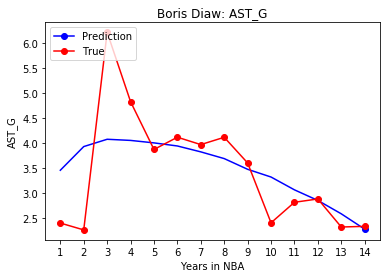 Boris Diaw: AST_G
Prediction
True
AST_G
6.0
5.5
5.0
4.5
4.0
3.5
3.0
2.5
1 2 3 4 5 6 7 8 9 10 11 12 13 14
Years in NBA